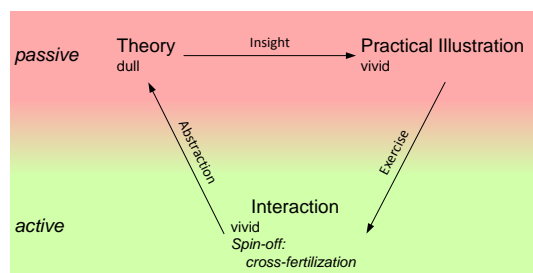 Theory
dull
Insight
Practical Illustration
vivid
passive
Abstraction
Exercise
Interaction
vivid
Spin-off:
cross-fertilization
active